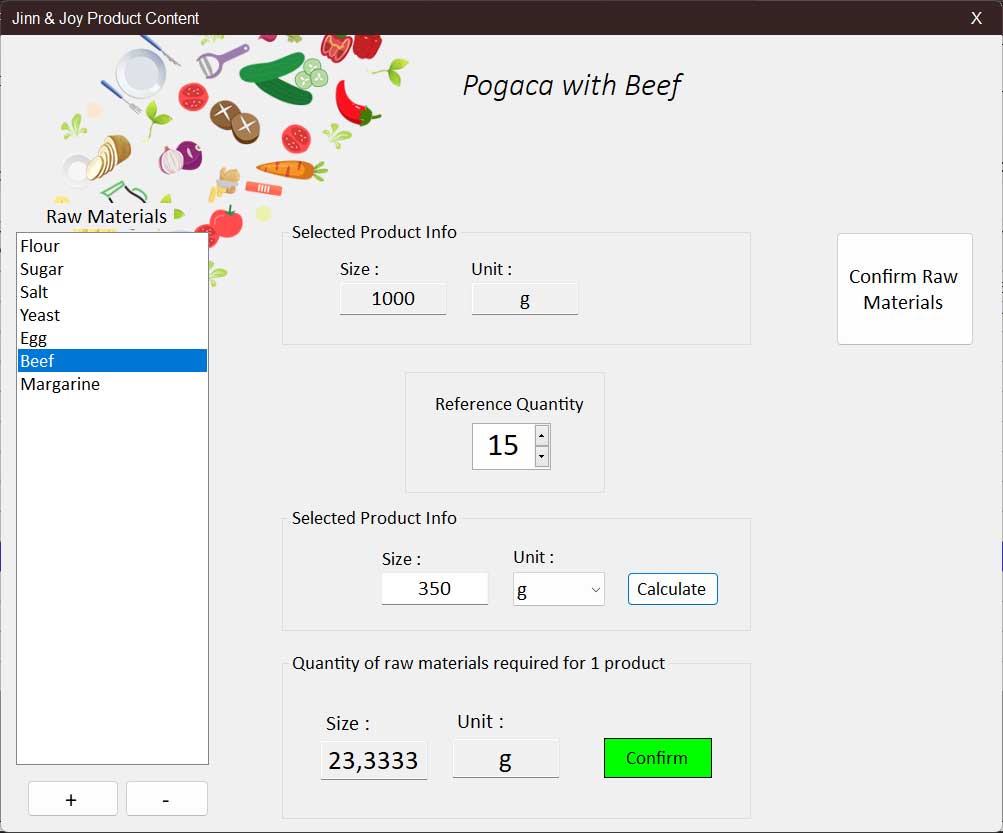 Jinn & Joy Product Content X
Pogaca with Beef
Raw Materials
Flour
Sugar
Salt
Yeast
Egg
Beef
Margarine
+ -
Selected Product Info
Size : Unit :
1000 g
Confirm Raw
Materials
Reference Quantity
15
Selected Product Info
Size : Unit :
350 g Calculate
Quantity of raw materials required for 1 product
Size : Unit :
23,3333 g Confirm